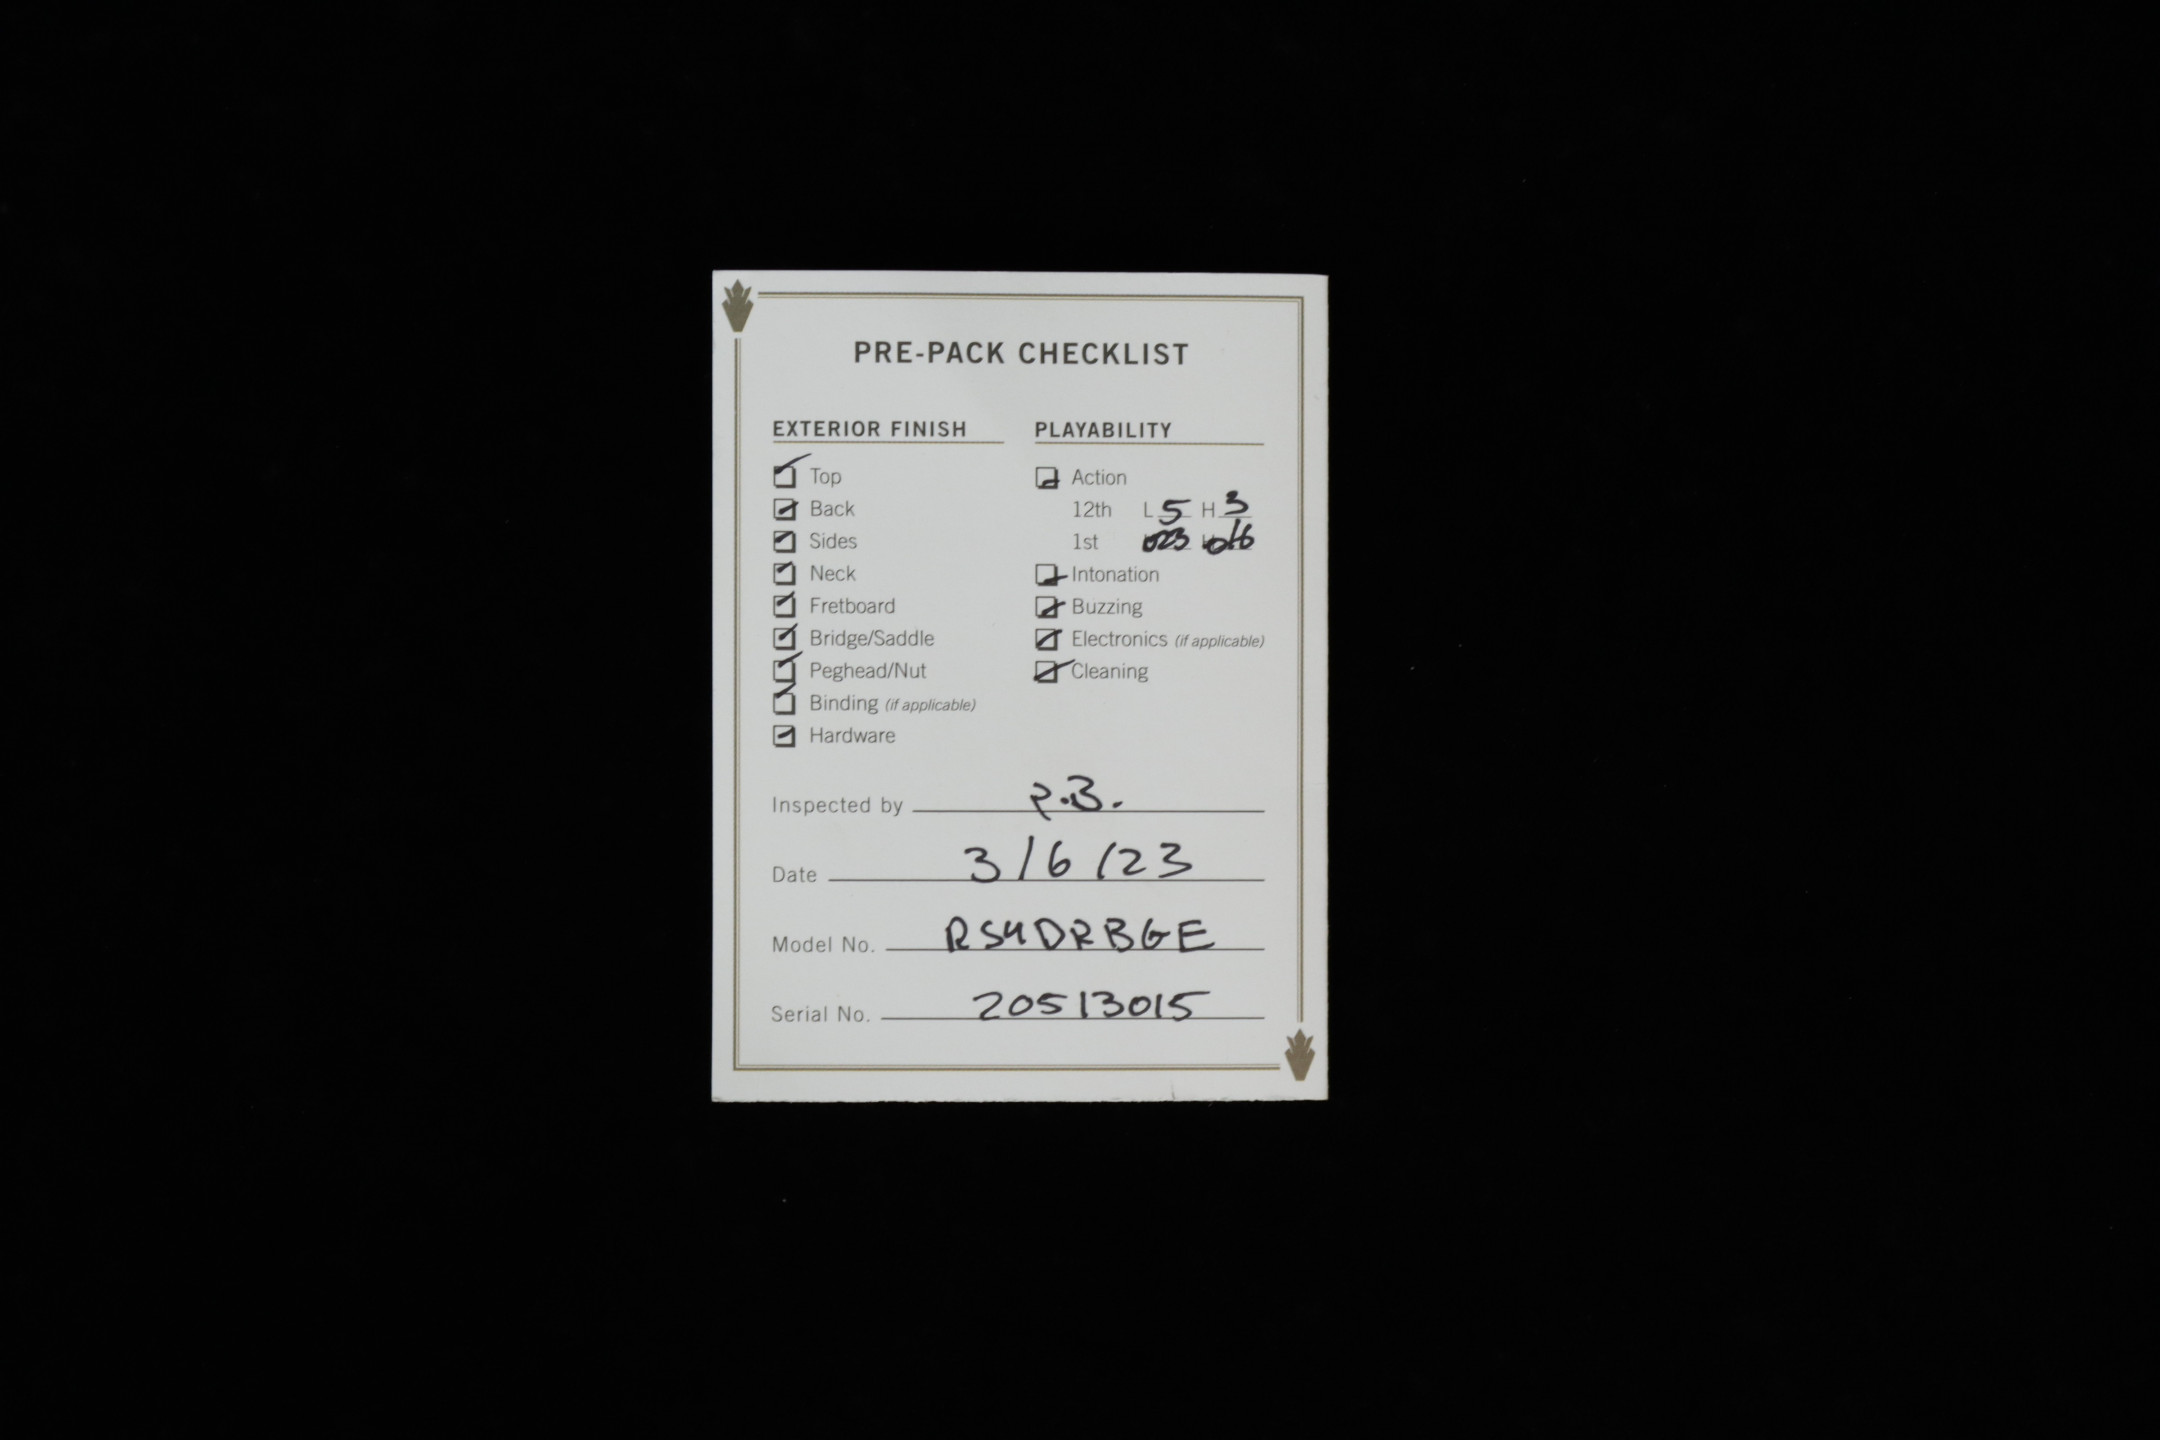 PRE-PACK CHECKLIST
EXTERIOR FINISH
Top
Back
Sides
Neck
Fretboard
Bridge/Saddle
Peghead/Nut
Binding (if applicable)
Hardware
PLAYABILITY
Action
12th L 5 H 3
1st 023 016
Intonation
Buzzing
Electronics (if applicable)
Cleaning
Inspected by
Date 3/6/23
Model No. RS4DRBGE
Serial No. 20513015